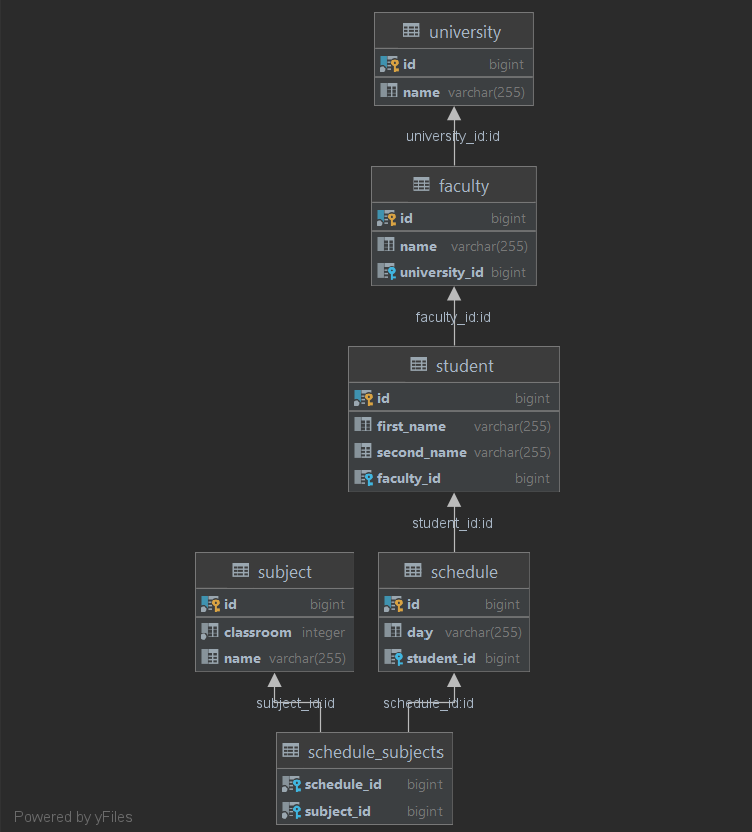 university
id bigint
name varchar(255)
university_id:id
faculty
id bigint
name varchar(255)
university_id bigint
faculty_id:id
student
id bigint
first_name varchar(255)
second_name varchar(255)
faculty_id bigint
student_id:id
subject
id bigint
classroom integer
name varchar(255)
schedule
id bigint
day varchar(255)
student_id bigint
subject_id:id
schedule_id:id
schedule_subjects
schedule_id bigint
subject_id bigint
Powered by yFiles